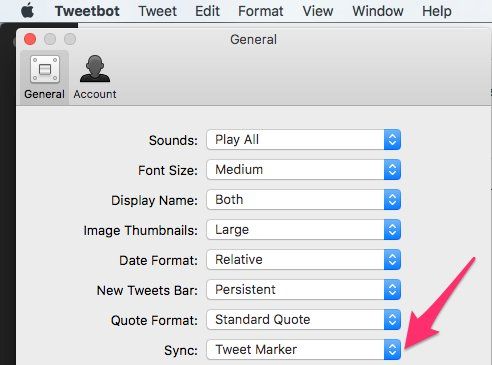 Tweetbot Tweet Edit Format View Window Help
General
General Account
Sounds: Play All
Font Size: Medium
Display Name: Both
Image Thumbnails: Large
Date Format: Relative
New Tweets Bar: Persistent
Quote Format: Standard Quote
Sync: Tweet Marker